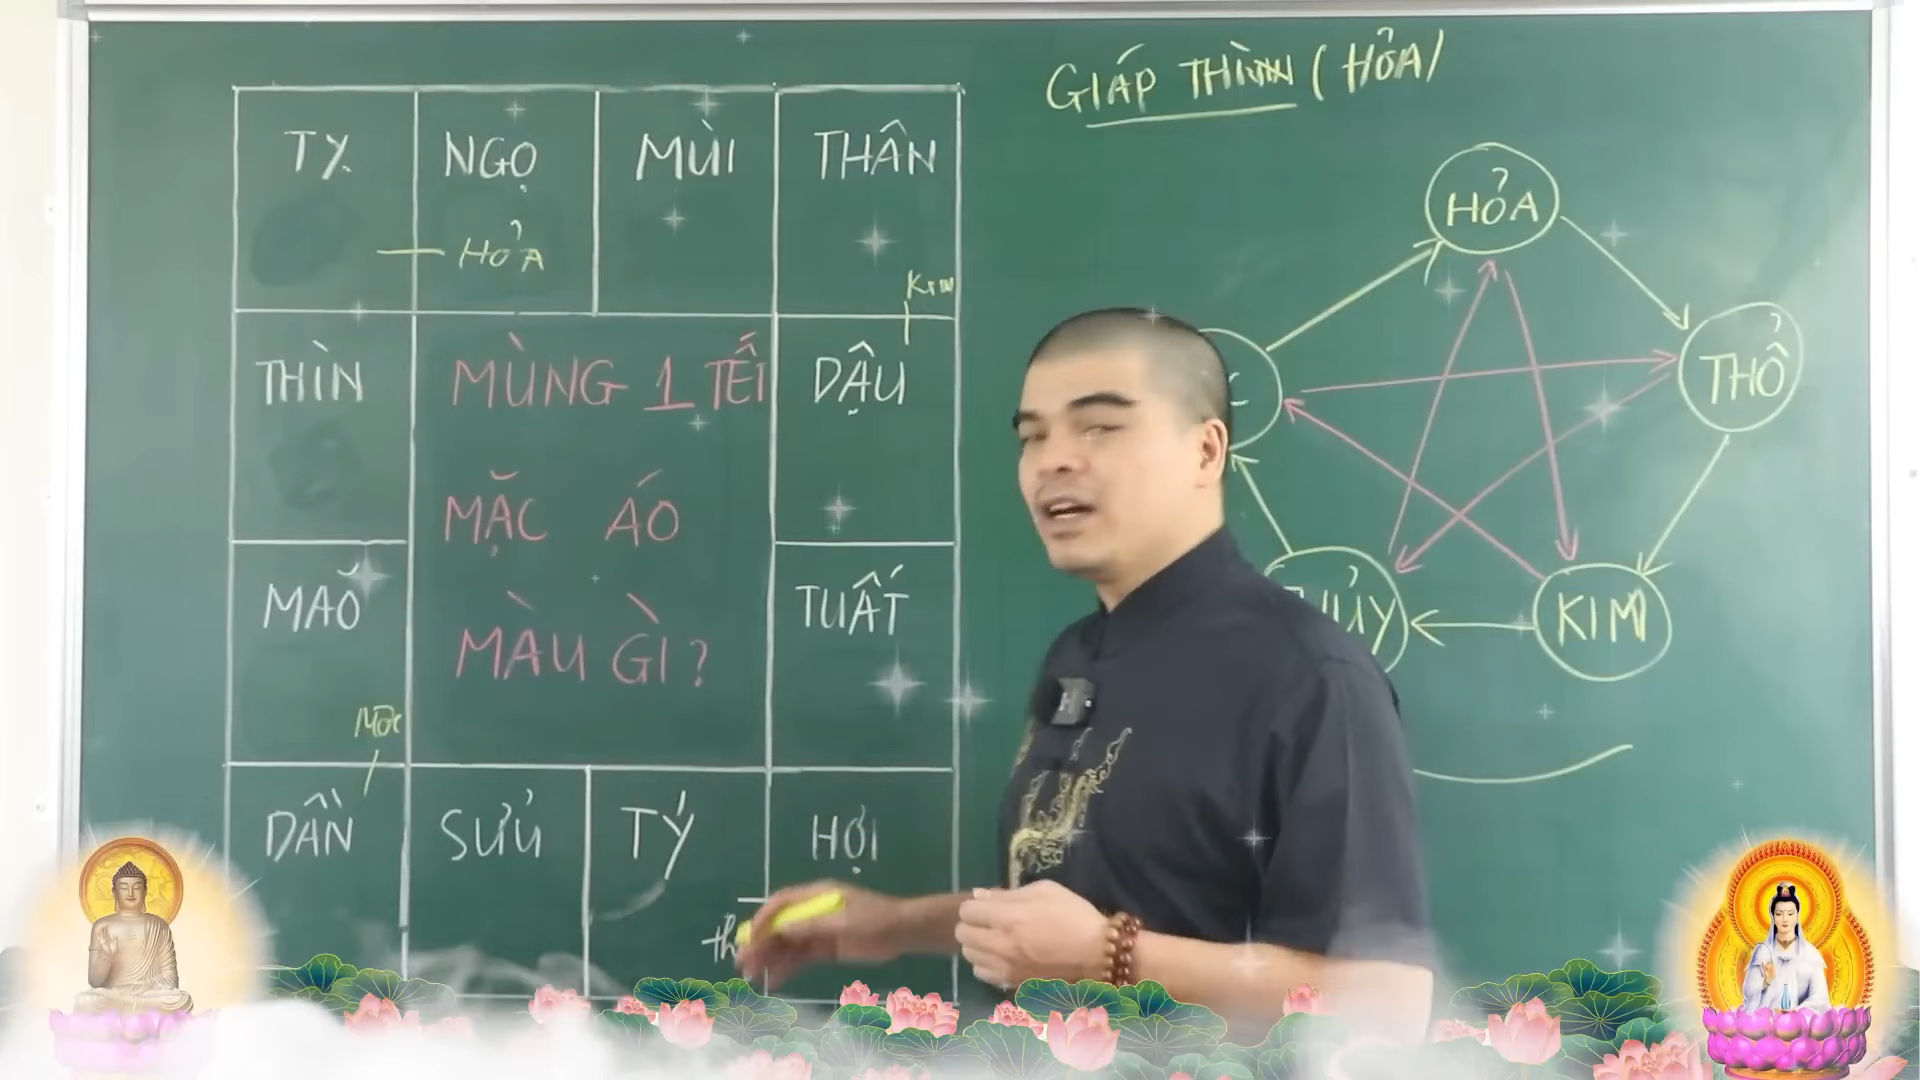 GIÁP THÌN (HỎA)
TỴ NGỌ MÙI THÂN
HỎA
KIM
THÌN
MÙNG 1 TẾT
DẬU
MẶC ÁO
MÀU GÌ?
MAÕ
TUẤT
MỘC
DẦN SỬU TÝ HỢI
HỎA
THỔ
KIM